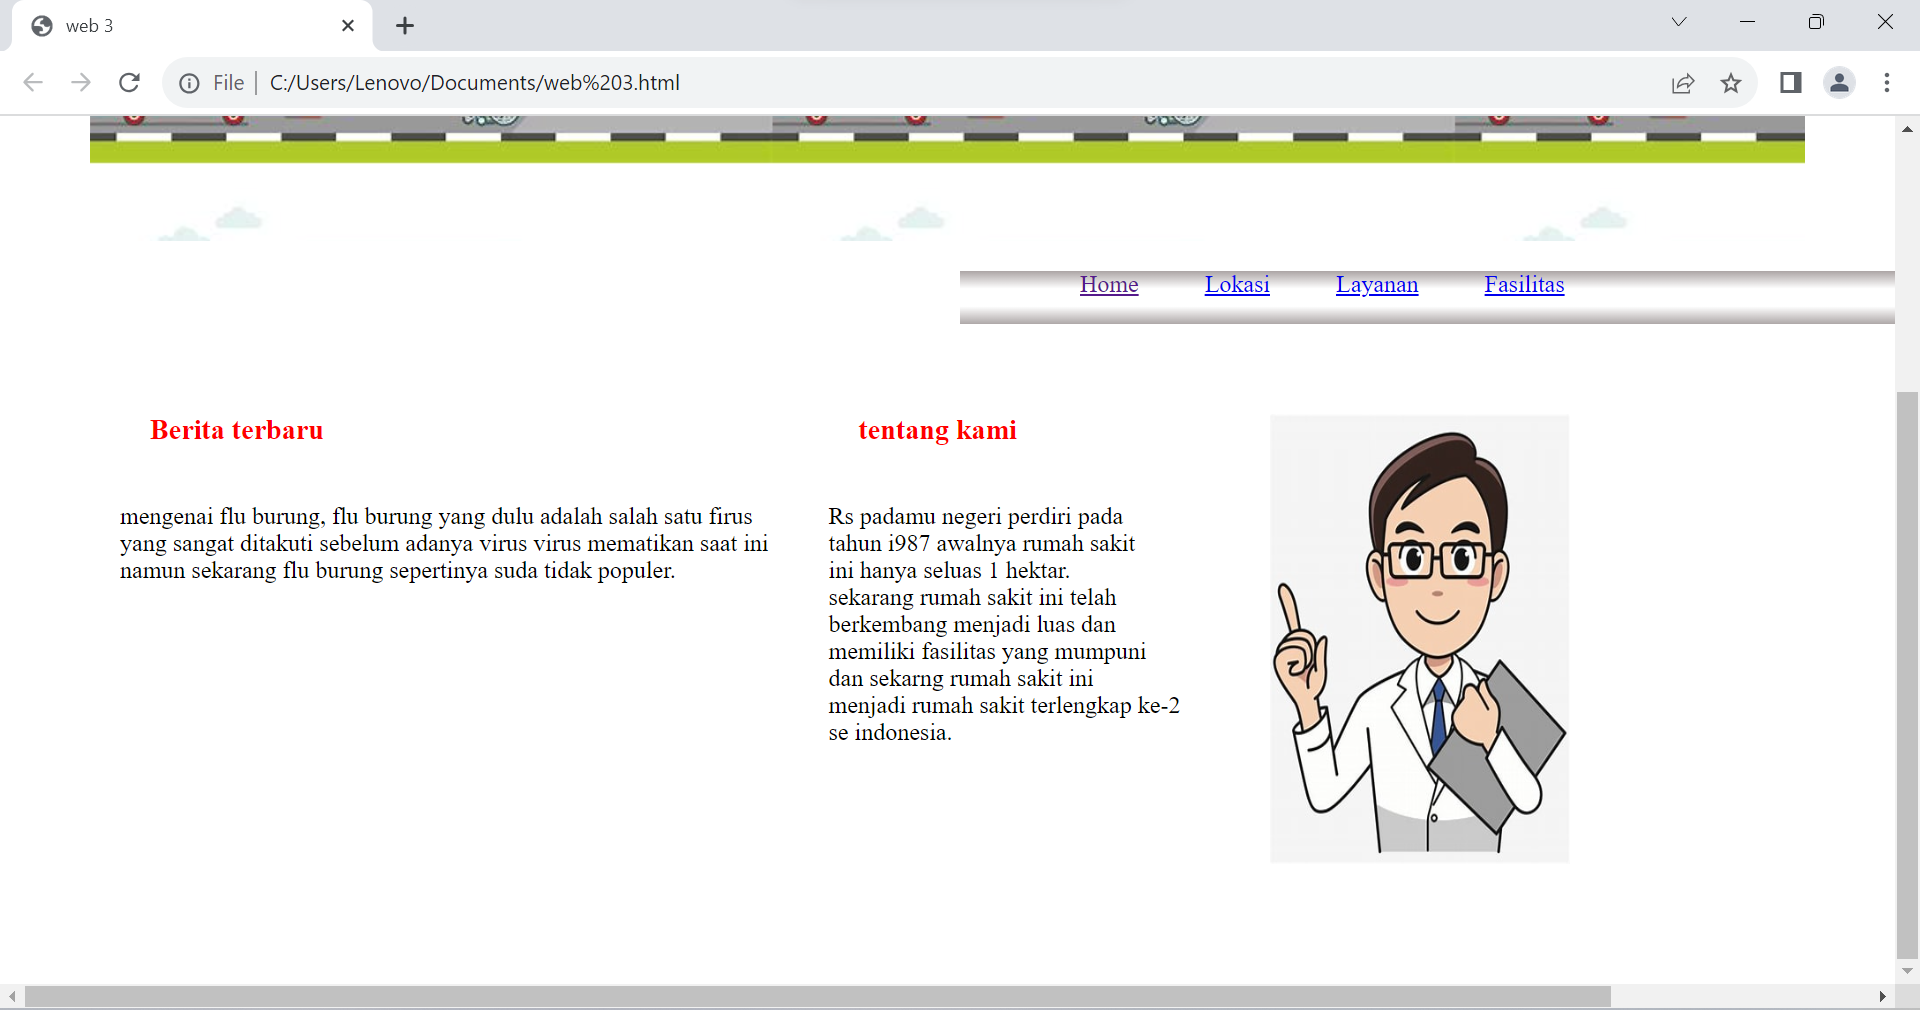 web 3
File
C:/Users/Lenovo/Documents/web%203.html
Home Lokasi Layanan Fasilitas
Berita terbaru
mengenai flu burung, flu burung yang dulu adalah salah satu firus
yang sangat ditakuti sebelum adanya virus virus mematikan saat ini
namun sekarang flu burung sepertinya suda tidak populer.
tentang kami
Rs padamu negeri perdiri pada
tahun i987 awalnya rumah sakit
ini hanya seluas 1 hektar.
sekarang rumah sakit ini telah
berkembang menjadi luas dan
memiliki fasilitas yang mumpuni
dan sekarng rumah sakit ini
menjadi rumah sakit terlengkap ke-2
se indonesia.